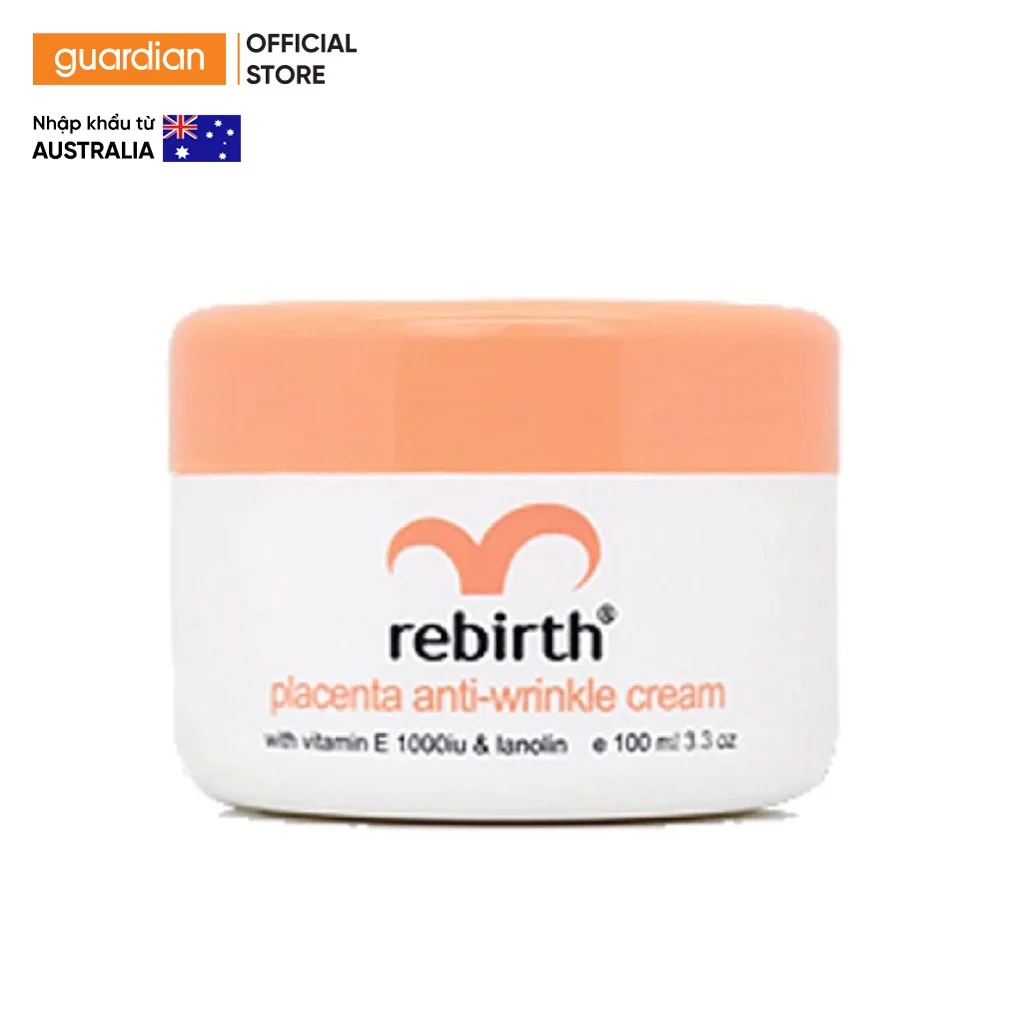 guardian
OFFICIAL
STORE
Nhập khẩu từ
AUSTRALIA
rebirth®
placenta anti-wrinkle cream
with vitamin E 1000iu & lanolin e 100 ml 3.3 oz